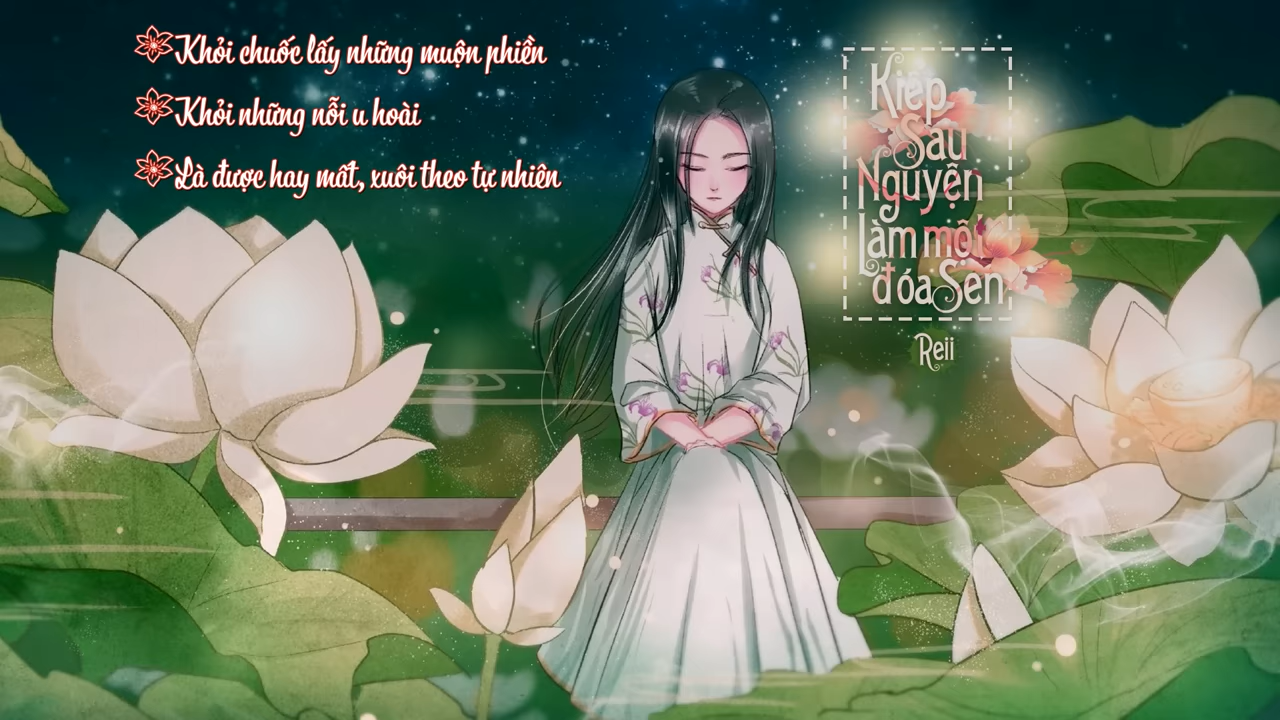 Khỏi chuốc lấy những muộn phiền
Khỏi những nỗi u hoài
Là được hay mất, xuôi theo tự nhiên
Kiếp
Sau
Nguyện
Làm một
đóa Sen
Reii